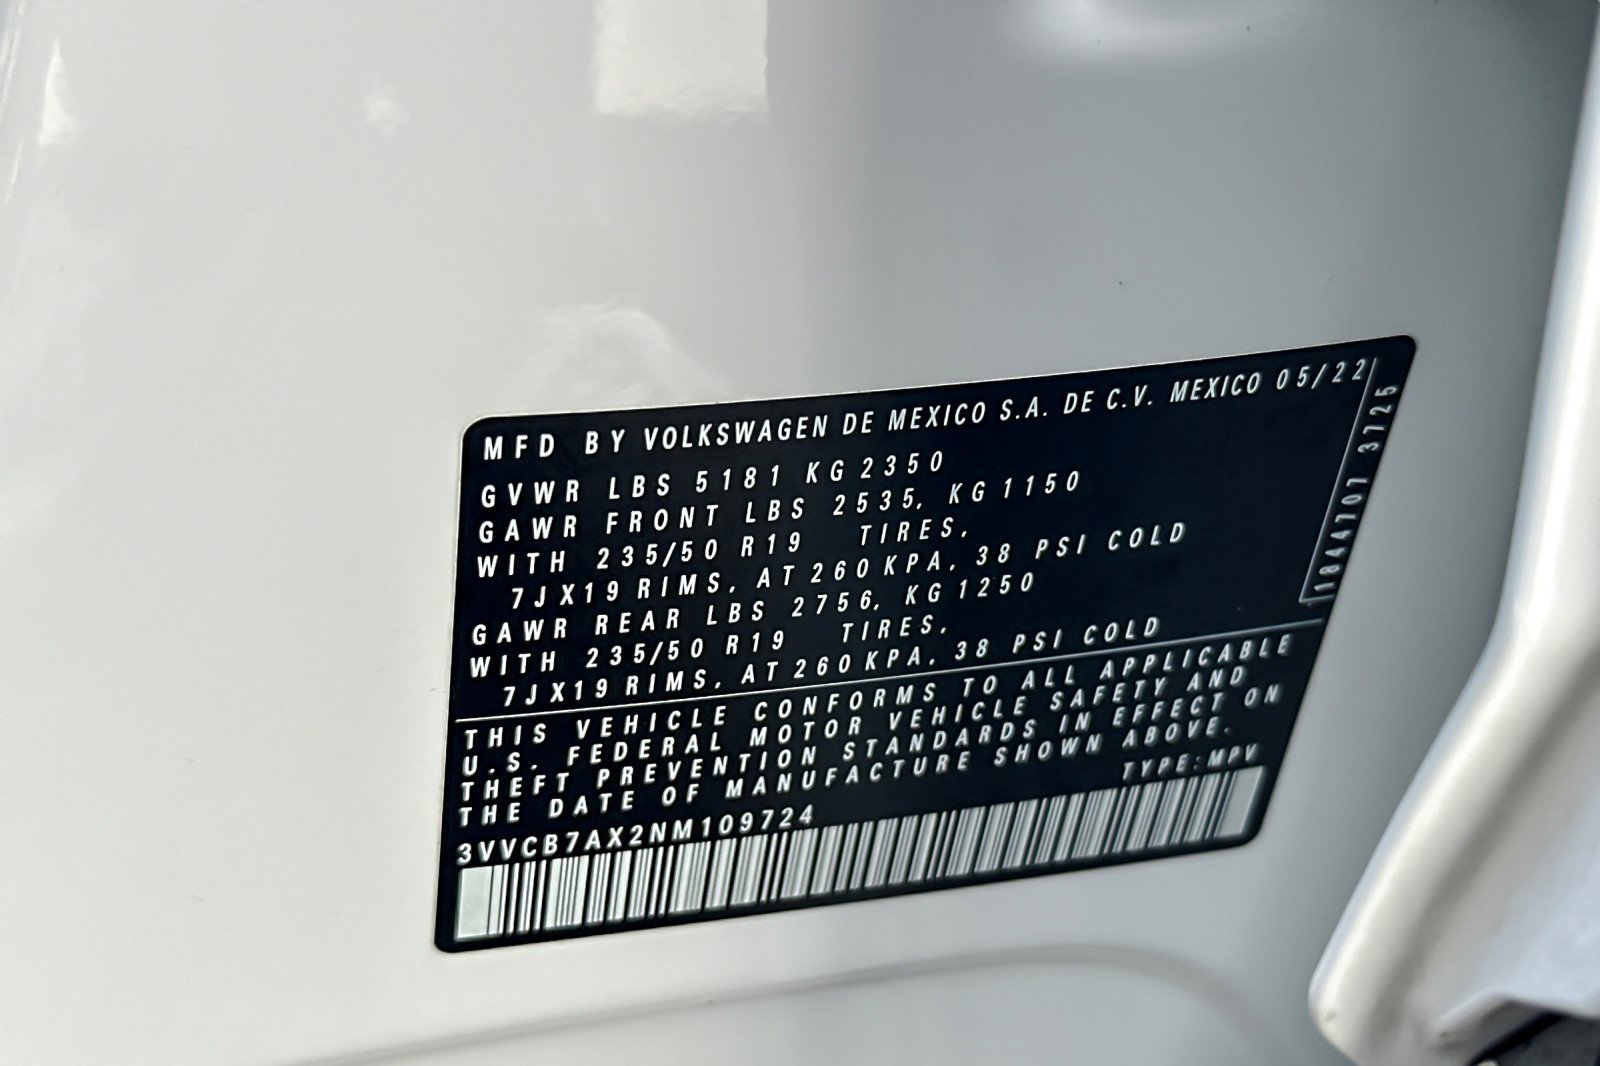 MFD BY VOLKSWAGEN DE MEXICO S.A. DE C.V. MEXICO 05/22
GVWR LBS 5181 KG 2350
GAWR FRONT LBS 2535, KG 1150
WITH 235/50 R19 TIRES,
7JX19 RIMS, AT 260 KPA, 38 PSI COLD
GAWR REAR LBS 2756, KG 1250
WITH 235/50 R19 TIRES,
7JX19 RIMS, AT 260 KPA, 38 PSI COLD
THIS VEHICLE CONFORMS TO ALL APPLICABLE
U.S. FEDERAL MOTOR VEHICLE SAFETY AND
THEFT PREVENTION STANDARDS IN EFFECT ON
THE DATE OF MANUFACTURE SHOWN ABOVE.
TYPE:MPV
3VVCB7AX2NM109724
3725